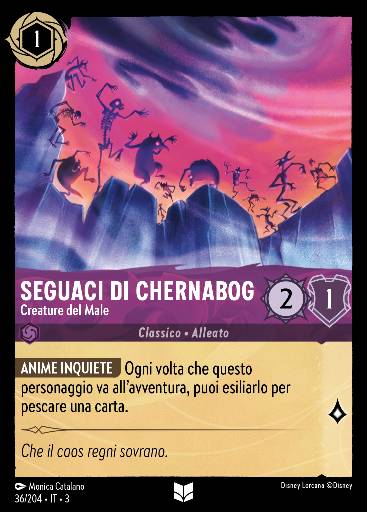 1
SEGUACI DI CHERNABOG
Creature del Male
2
1
Classico • Alleato
ANIME INQUIETE Ogni volta che questo
personaggio va all'avventura, puoi esiliarlo per
pescare una carta.
Che il caos regni sovrano.
Monica Catalano
36/204 • IT • 3
Disney Lorcana ©Disney